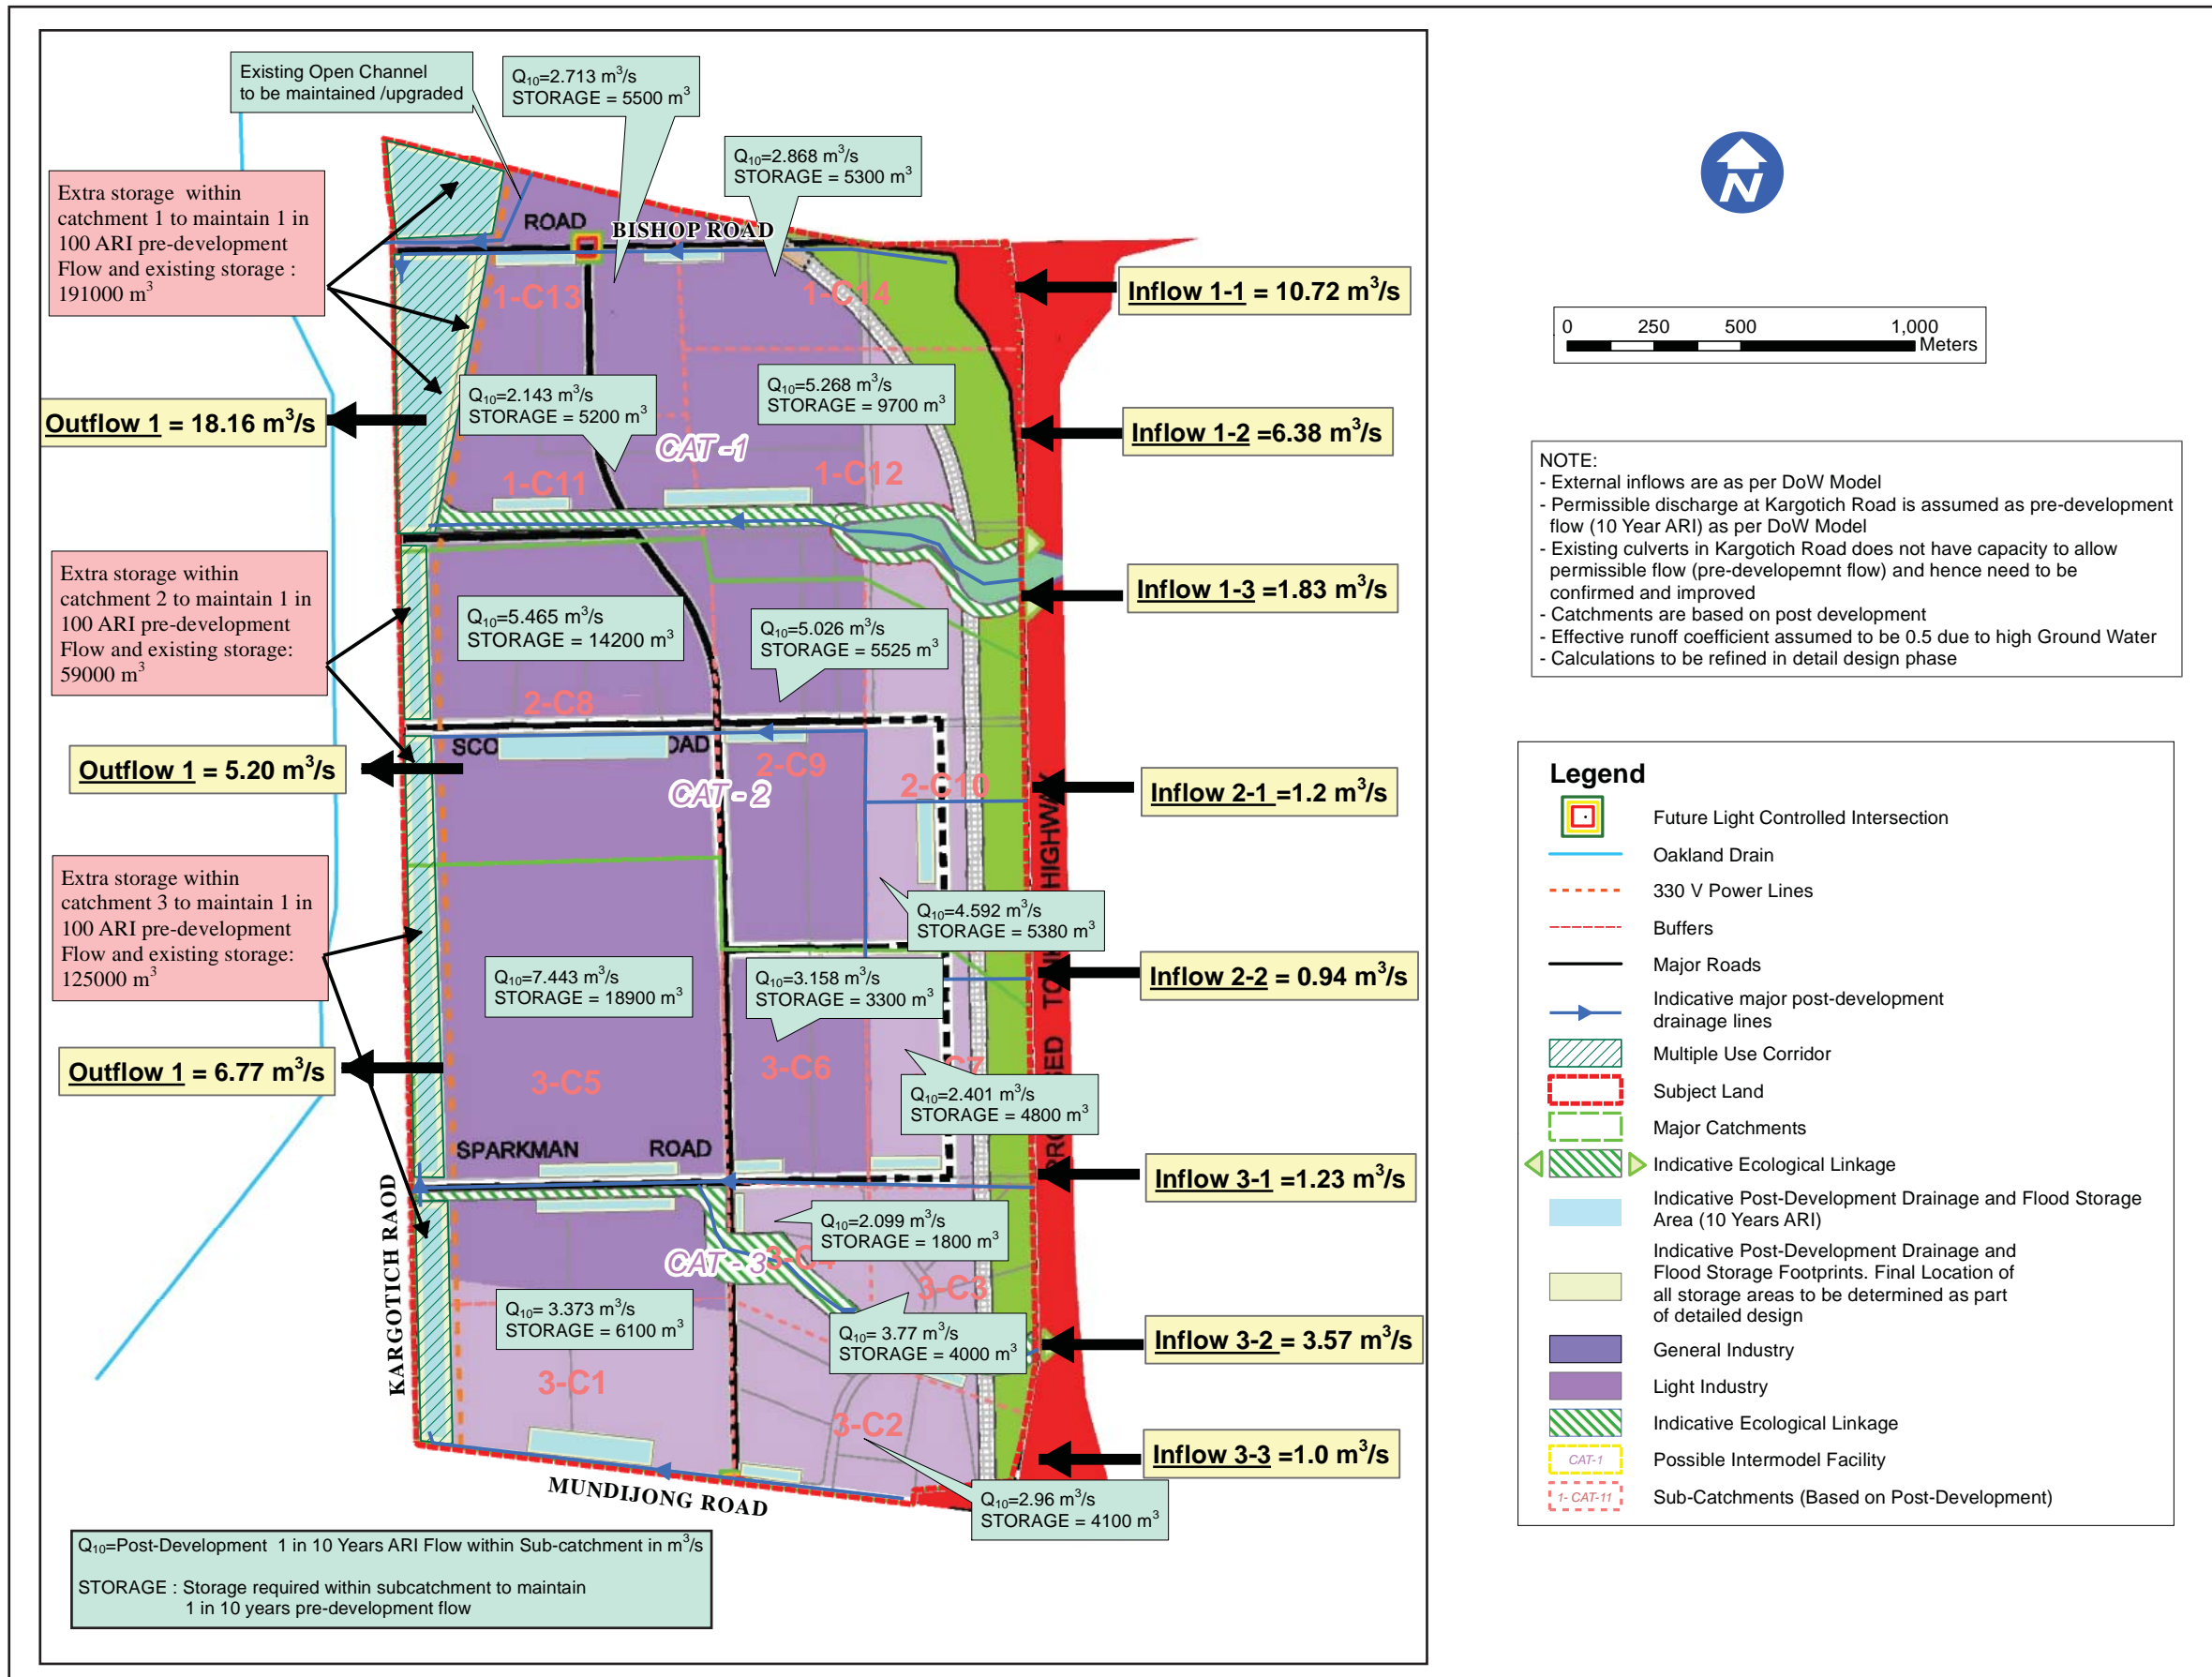 Existing Open Channel
to be maintained /upgraded
Q₁₀=2.713 m³/s
STORAGE = 5500 m³
Q₁₀=2.868 m³/s
STORAGE = 5300 m³
Extra storage within
catchment 1 to maintain 1 in
100 ARI pre-development
Flow and existing storage :
191000 m³
ROAD
BISHOP ROAD
1-C13
1-C14
Inflow 1-1 = 10.72 m³/s
Q₁₀=2.143 m³/s
STORAGE = 5200 m³
Q₁₀=5.268 m³/s
STORAGE = 9700 m³
Outflow 1 = 18.16 m³/s
Inflow 1-2 =6.38 m³/s
CAT -1
1-C11
1-C12
Extra storage within
catchment 2 to maintain 1 in
100 ARI pre-development
Flow and existing storage:
59000 m³
Inflow 1-3 =1.83 m³/s
Q₁₀=5.465 m³/s
STORAGE = 14200 m³
Q₁₀=5.026 m³/s
STORAGE = 5525 m³
2-C8
SCO
OAD
2-C9
2-C10
CAT - 2
Outflow 1 = 5.20 m³/s
Inflow 2-1 =1.2 m³/s
HIGHWAY
Extra storage within
catchment 3 to maintain 1 in
100 ARI pre-development
Flow and existing storage:
125000 m³
Q₁₀=4.592 m³/s
STORAGE = 5380 m³
Q₁₀=7.443 m³/s
STORAGE = 18900 m³
Q₁₀=3.158 m³/s
STORAGE = 3300 m³
Inflow 2-2 = 0.94 m³/s
Outflow 1 = 6.77 m³/s
3-C5
3-C6
C7
Q₁₀=2.401 m³/s
STORAGE = 4800 m³
SPARKMAN ROAD
Inflow 3-1 =1.23 m³/s
KARGOTICH RAOD
Q₁₀=2.099 m³/s
STORAGE = 1800 m³
CAT - 3
3-C4
3-C3
Q₁₀= 3.373 m³/s
STORAGE = 6100 m³
Q₁₀= 3.77 m³/s
STORAGE = 4000 m³
Inflow 3-2 = 3.57 m³/s
3-C1
3-C2
Inflow 3-3 =1.0 m³/s
MUNDIJONG ROAD
Q₁₀=2.96 m³/s
STORAGE = 4100 m³
Q₁₀=Post-Development 1 in 10 Years ARI Flow within Sub-catchment in m³/s
STORAGE : Storage required within subcatchment to maintain
1 in 10 years pre-development flow
N
0 250 500 1,000
Meters
NOTE:
- External inflows are as per DoW Model
- Permissible discharge at Kargotich Road is assumed as pre-development
flow (10 Year ARI) as per DoW Model
- Existing culverts in Kargotich Road does not have capacity to allow
permissible flow (pre-developemnt flow) and hence need to be
confirmed and improved
- Catchments are based on post development
- Effective runoff coefficient assumed to be 0.5 due to high Ground Water
- Calculations to be refined in detail design phase
Legend
Future Light Controlled Intersection
Oakland Drain
330 V Power Lines
Buffers
Major Roads
Indicative major post-development
drainage lines
Multiple Use Corridor
Subject Land
Major Catchments
Indicative Ecological Linkage
Indicative Post-Development Drainage and Flood Storage
Area (10 Years ARI)
Indicative Post-Development Drainage and
Flood Storage Footprints. Final Location of
all storage areas to be determined as part
of detailed design
General Industry
Light Industry
Indicative Ecological Linkage
CAT-1
Possible Intermodel Facility
1- CAT-11
Sub-Catchments (Based on Post-Development)